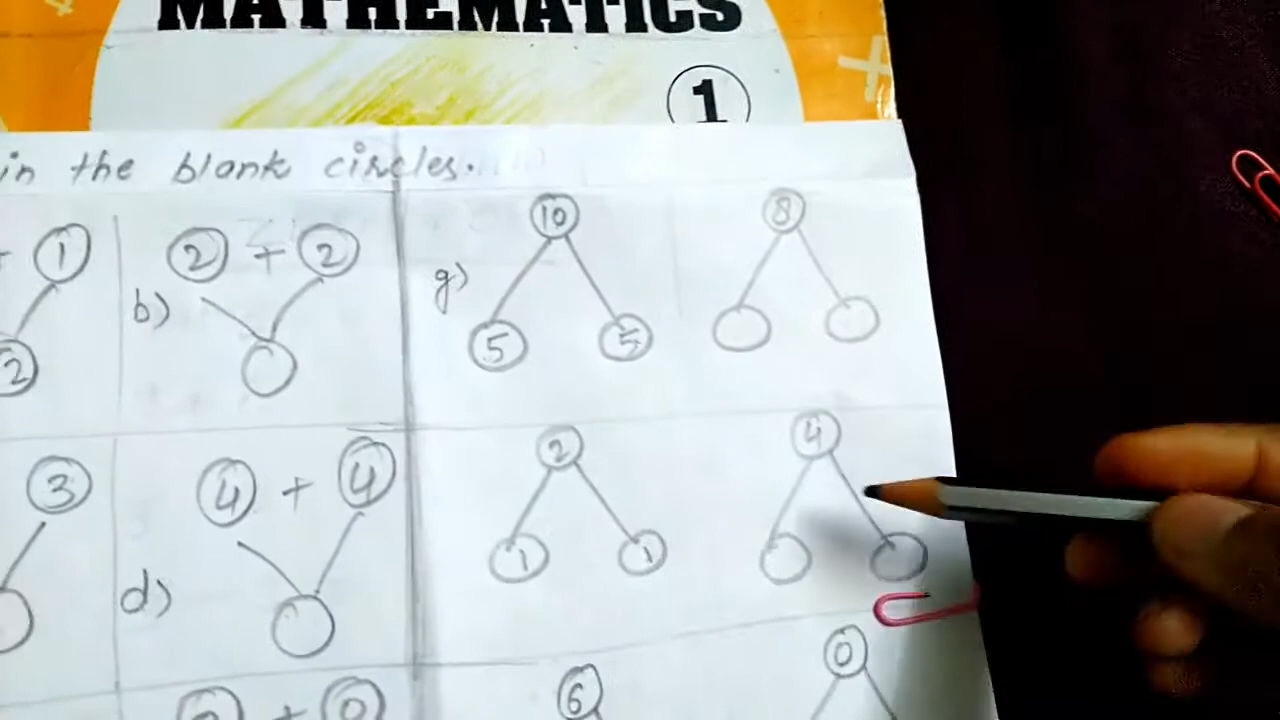 MATHEMATICS
1
in the blank circles.
+ 1
2 + 2
10
8
b)
g)
2
5 5
2
4
3
4 + 4
1 1
d)
0
6
+